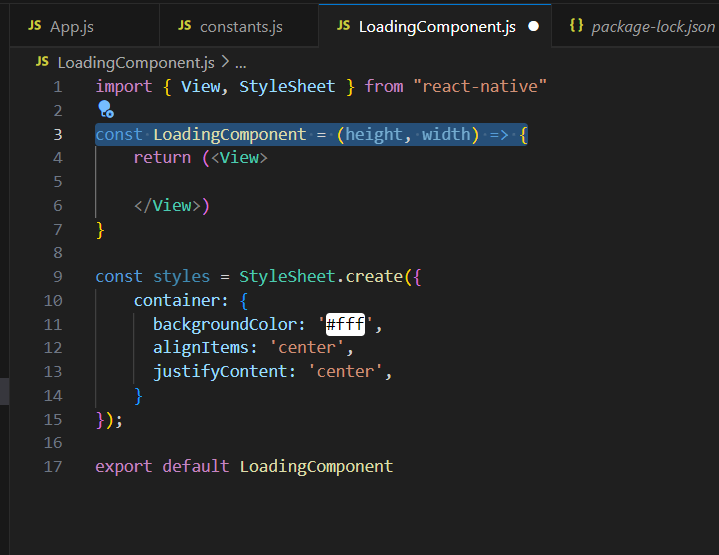 JS App.js JS constants.js JS LoadingComponent.js {} package-lock.json
JS LoadingComponent.js > ...
1 import { View, StyleSheet } from "react-native"
2
3 const LoadingComponent = (height, width) => {
4     return (<View>
5
6     </View>)
7 }
8
9 const styles = StyleSheet.create({
10     container: {
11       backgroundColor: '#fff',
12       alignItems: 'center',
13       justifyContent: 'center',
14     }
15 });
16
17 export default LoadingComponent